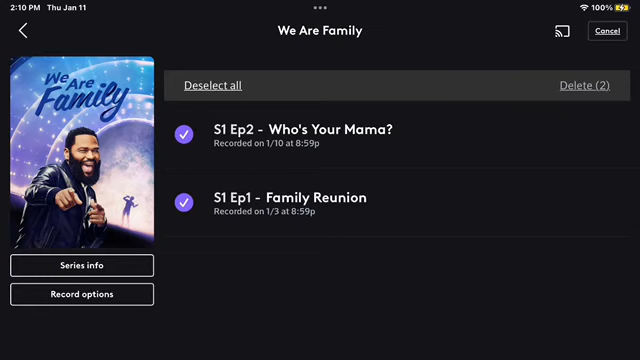 2:10 PM Thu Jan 11
100%
We Are Family
Cancel
We Are Family
Deselect all
Delete (2)
S1 Ep2 - Who's Your Mama?
Recorded on 1/10 at 8:59p
S1 Ep1 - Family Reunion
Recorded on 1/3 at 8:59p
Series info
Record options